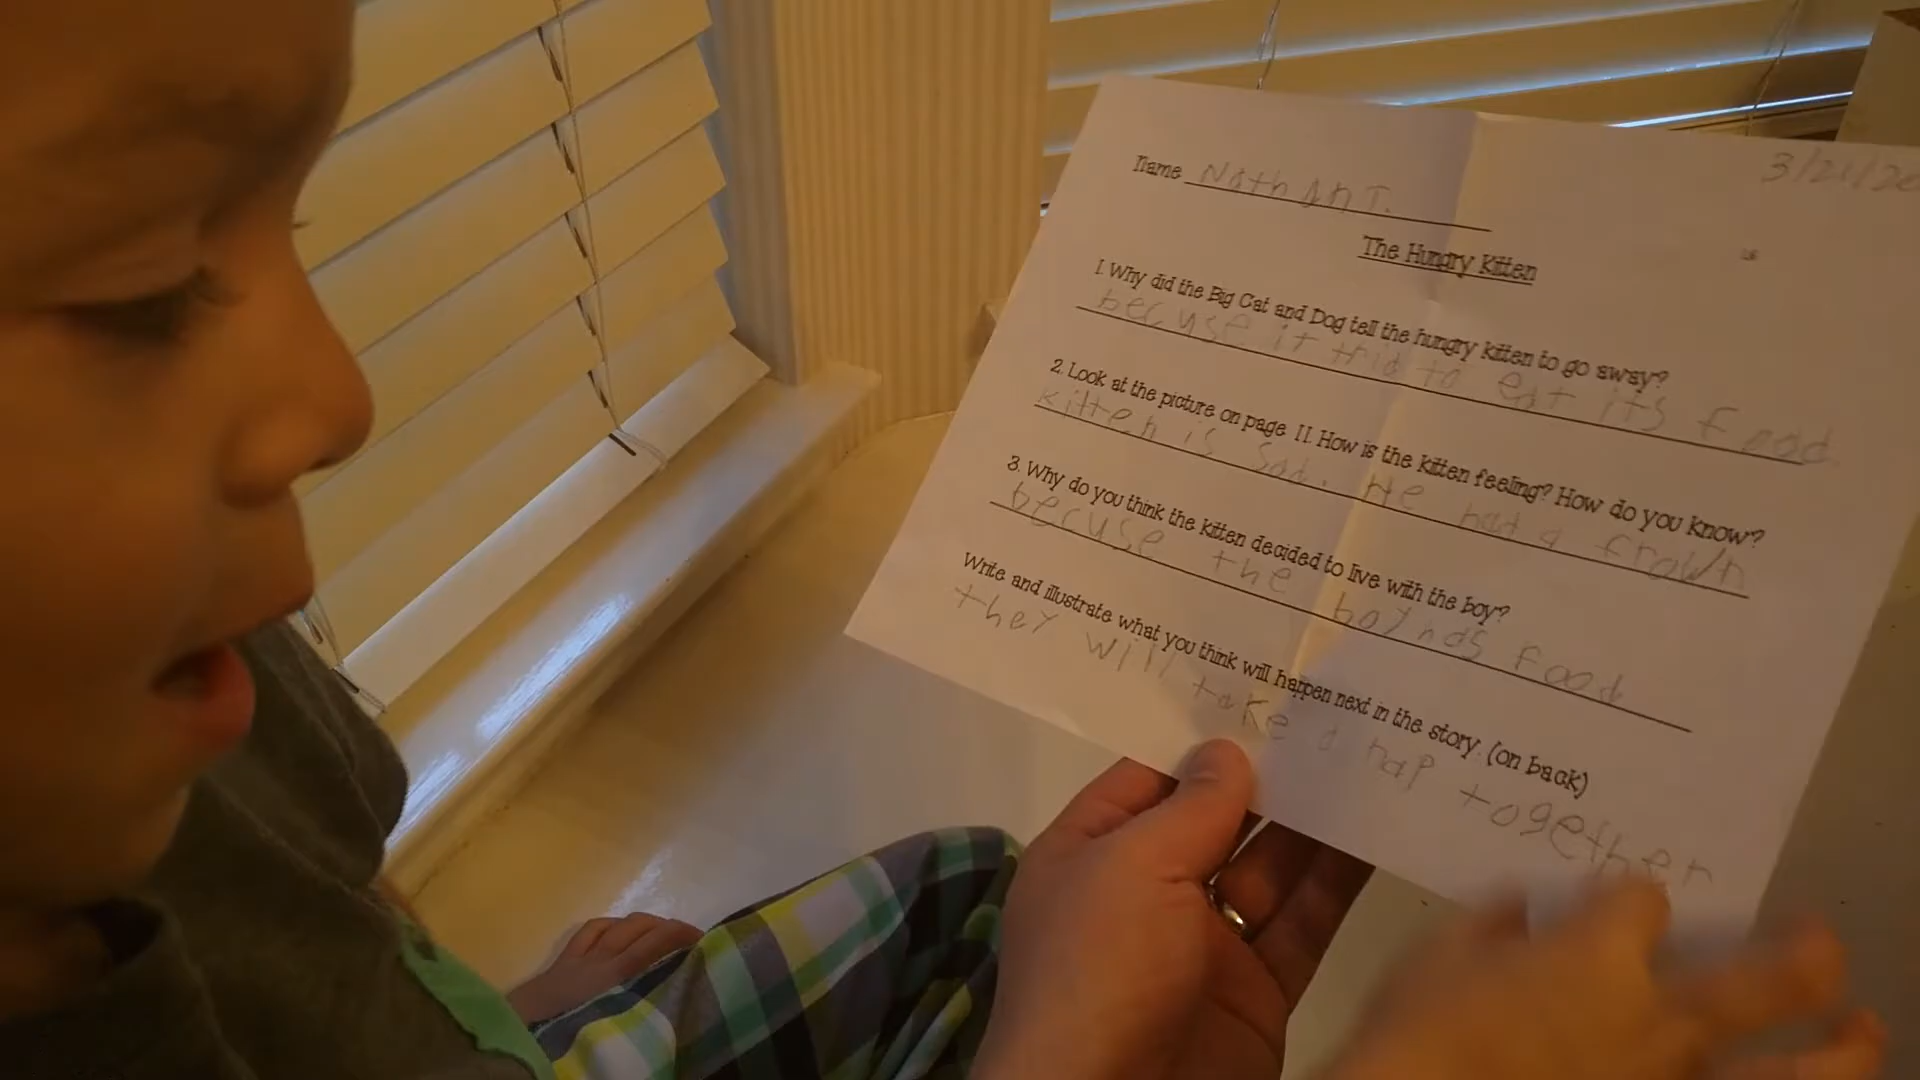 3/21/20
Name Nathan T.
The Hungry Kitten
1. Why did the Big Cat and Dog tell the hungry kitten to go away?
becuse it trid to eat its food.
2. Look at the picture on page 11. How is the kitten feeling? How do you know?
kitten is sad. He had a frown
3. Why do you think the kitten decided to live with the boy?
becuse the boy hds food
Write and illustrate what you think will happen next in the story. (on back)
they will take a nap together